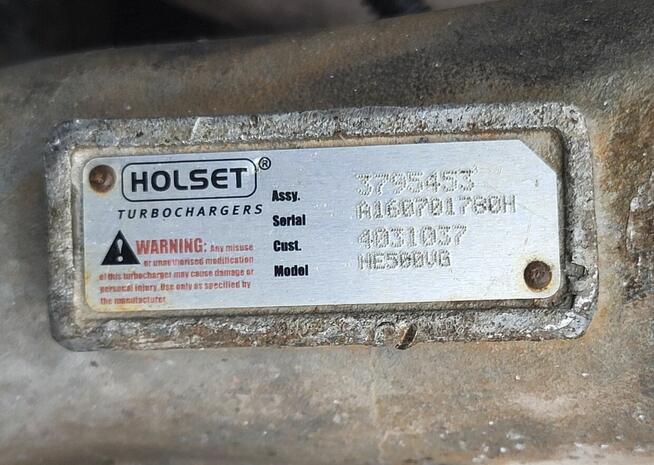 HOLSET®
TURBOCHARGERS
Assy. 3795453
Serial A160701780H
Cust. 4031037
Model HE500VG
WARNING: Any misuse
or unauthorised modification
of this turbocharger may cause damage or
personal injury. Use only as specified by
the manufacturer.